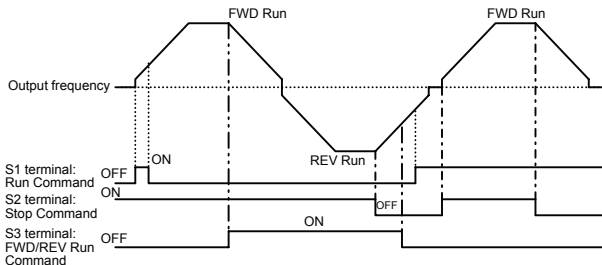 FWD Run
FWD Run
Output frequency
REV Run
S1 terminal:
Run Command
OFF
ON
S2 terminal:
Stop Command
ON
OFF
S3 terminal:
FWD/REV Run
Command
OFF
ON